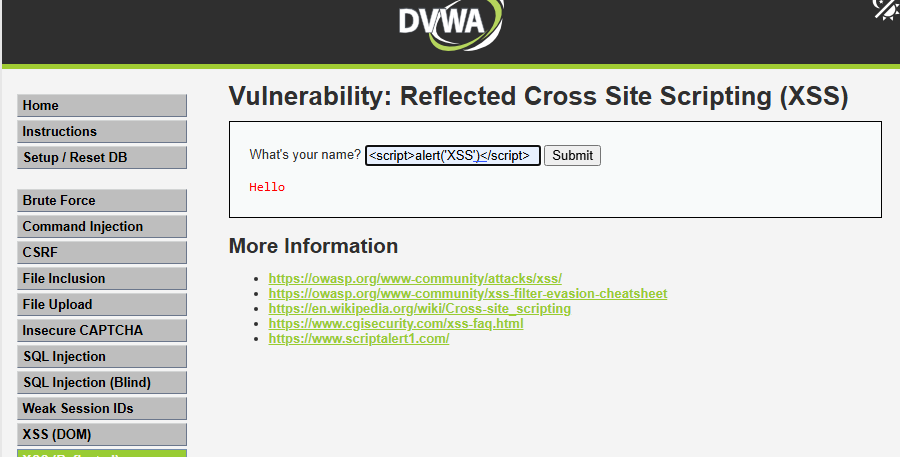 DVWA
Home
Instructions
Setup / Reset DB
Brute Force
Command Injection
CSRF
File Inclusion
File Upload
Insecure CAPTCHA
SQL Injection
SQL Injection (Blind)
Weak Session IDs
XSS (DOM)
XSS (Reflected)
Vulnerability: Reflected Cross Site Scripting (XSS)
What's your name? <script>alert('XSS')</script> Submit
Hello
More Information
https://owasp.org/www-community/attacks/xss/
https://owasp.org/www-community/xss-filter-evasion-cheatsheet
https://en.wikipedia.org/wiki/Cross-site_scripting
https://www.cgisecurity.com/xss-faq.html
https://www.scriptalert1.com/